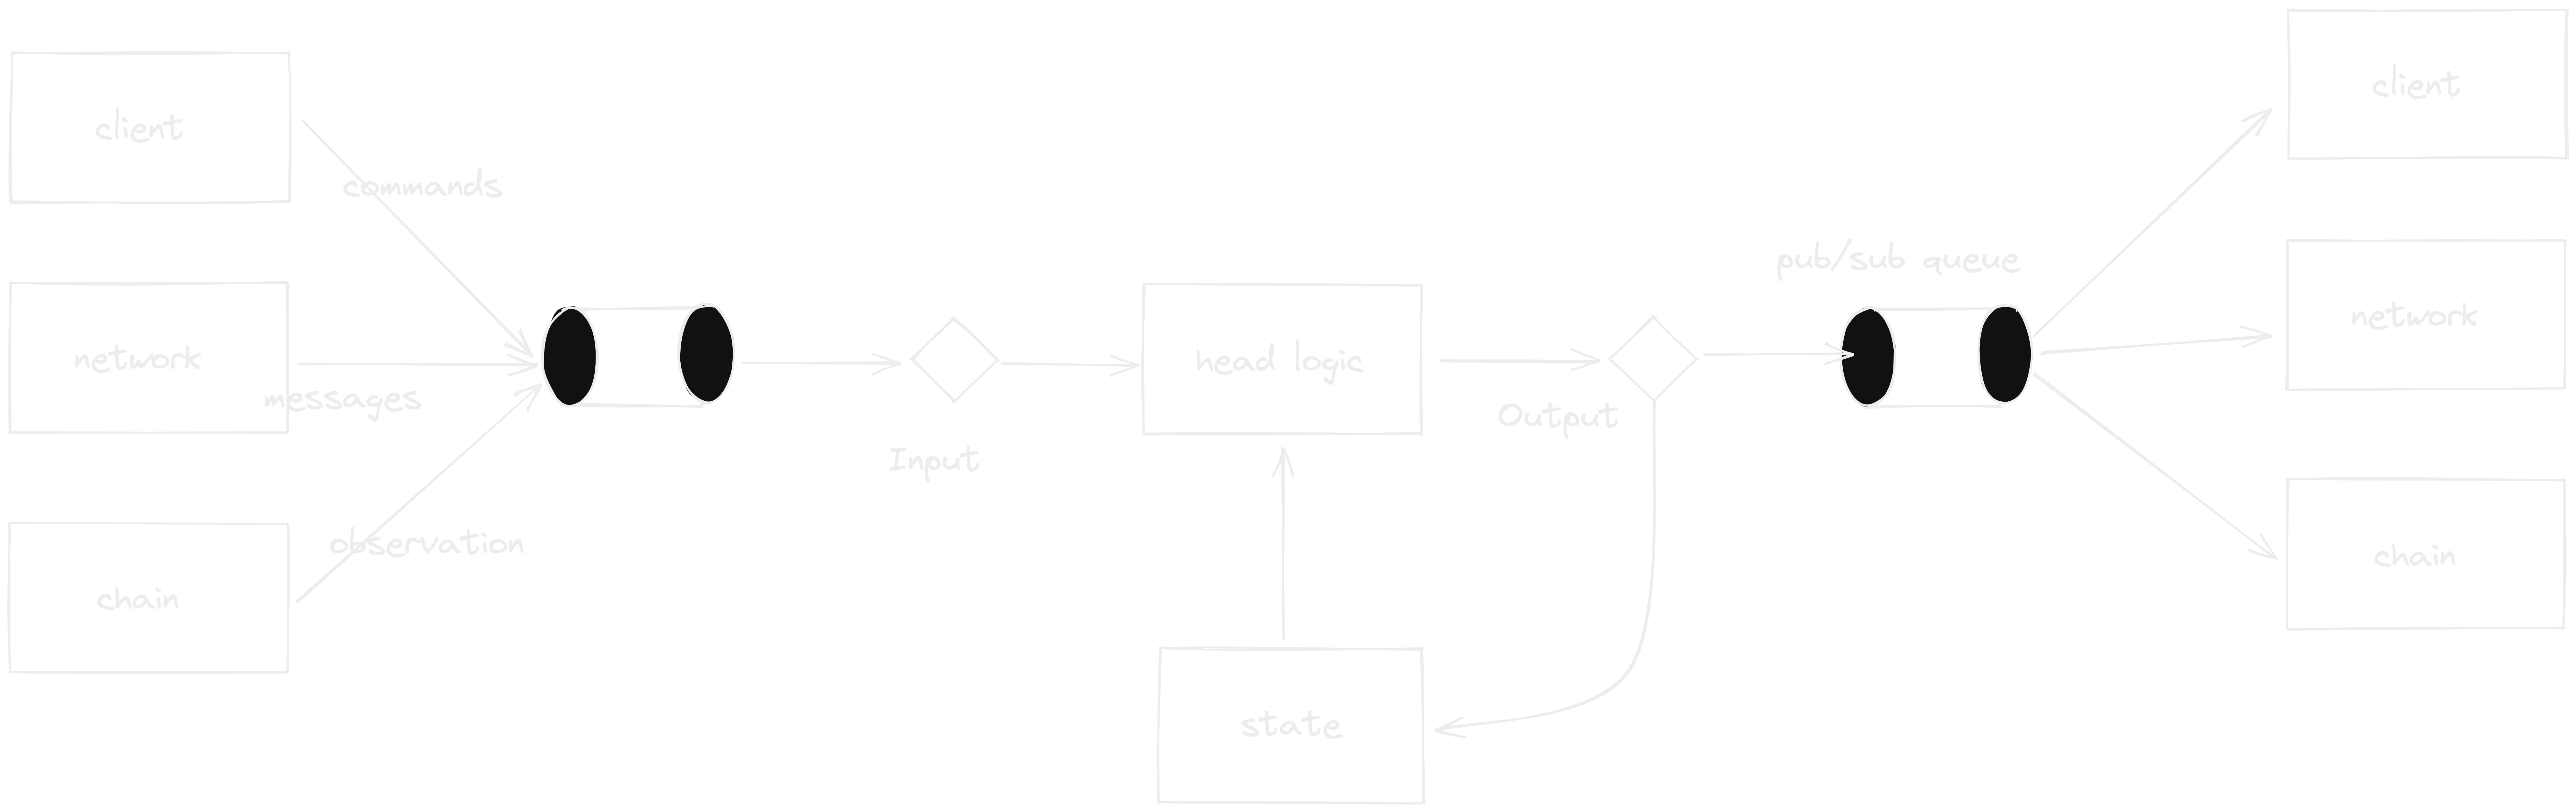 client
commands
network
messages
chain
observation
Input
head logic
state
Output
pub/sub queue
client
network
chain